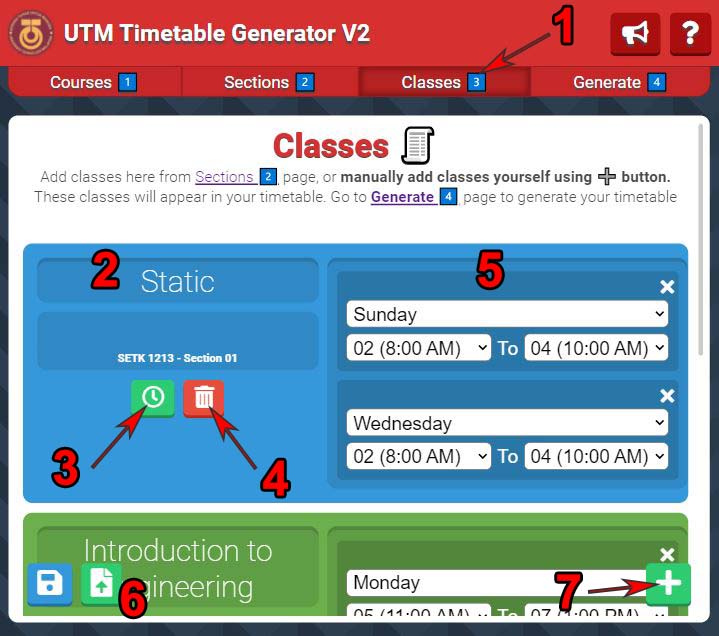 UTM Timetable Generator V2
1
?
Courses 1
Sections 2
Classes 3
Generate 4
Classes
Add classes here from Sections 2 page, or manually add classes yourself using button.
These classes will appear in your timetable. Go to Generate 4 page to generate your timetable
2
Static
5
Sunday
02 (8:00 AM) To 04 (10:00 AM)
SETK 1213 - Section 01
Wednesday
3
4
02 (8:00 AM) To 04 (10:00 AM)
Introduction to
Monday
6
7
05 (11:00 AM) To 07 (1:00 PM)